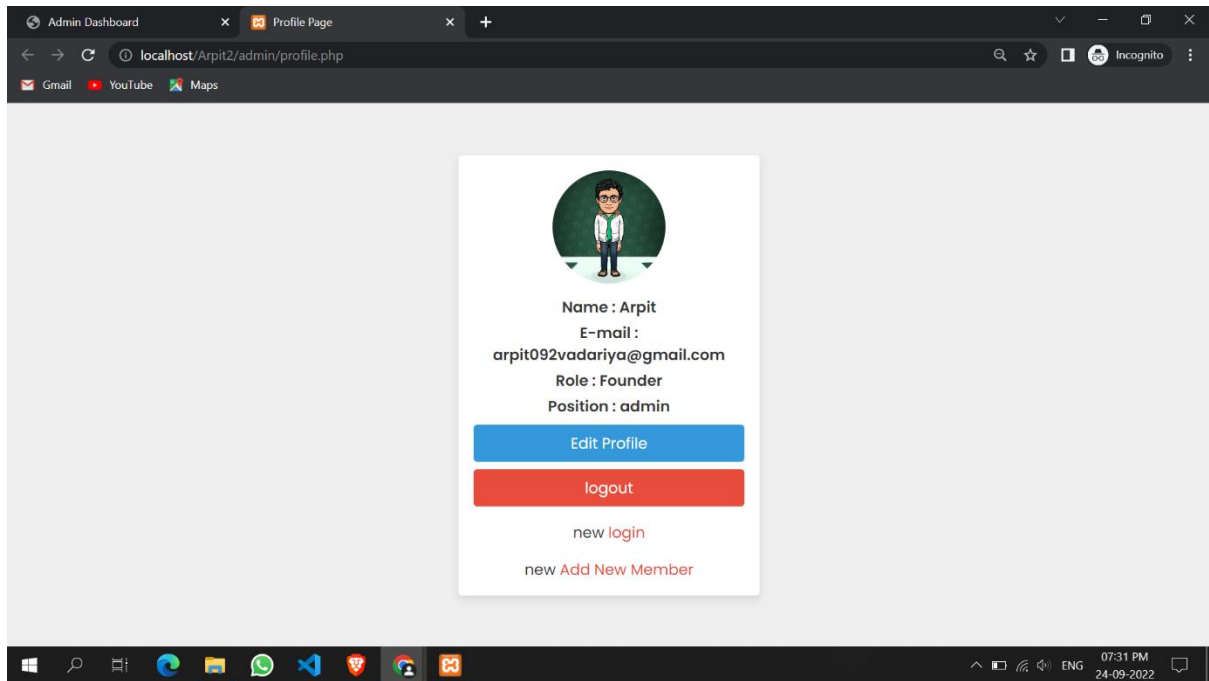 Admin Dashboard
Profile Page
localhost/Arpit2/admin/profile.php
Incognito
Gmail
YouTube
Maps
Name : Arpit
E-mail :
arpit092vadariya@gmail.com
Role : Founder
Position : admin
Edit Profile
logout
new login
new Add New Member
ENG
07:31 PM
24-09-2022